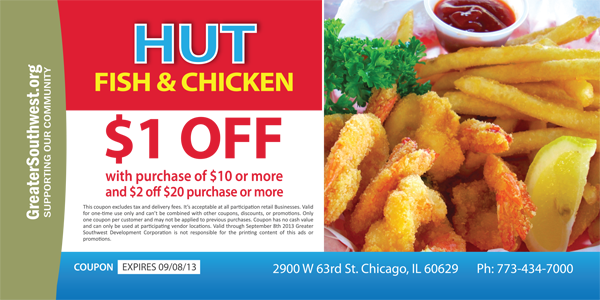 GreaterSouthwest.org
SUPPORTING OUR COMMUNITY
HUT
FISH & CHICKEN
$1 OFF
with purchase of $10 or more
and $2 off $20 purchase or more
This coupon excludes tax and delivery fees. It's acceptable at all participation retail Businesses. Valid
for one-time use only and can't be combined with other coupons, discounts, or promotions. Only
one coupon per customer and may not be applied to previous purchases. Coupon has no cash value
and can only be used at participating vendor locations. Valid through September 8th 2013 Greater
Southwest Development Corporation is not responsible for the printing content of this ads or
promotions.
COUPON EXPIRES 09/08/13
2900 W 63rd St. Chicago, IL 60629 Ph: 773-434-7000